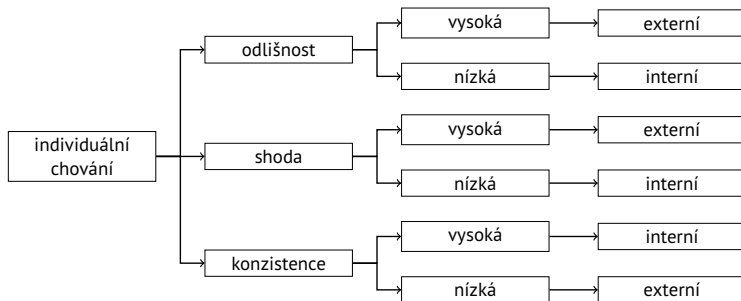 vysoká
externí
odlišnost
nízká
interní
individuální
chování
vysoká
externí
shoda
nízká
interní
vysoká
interní
konzistence
nízká
externí